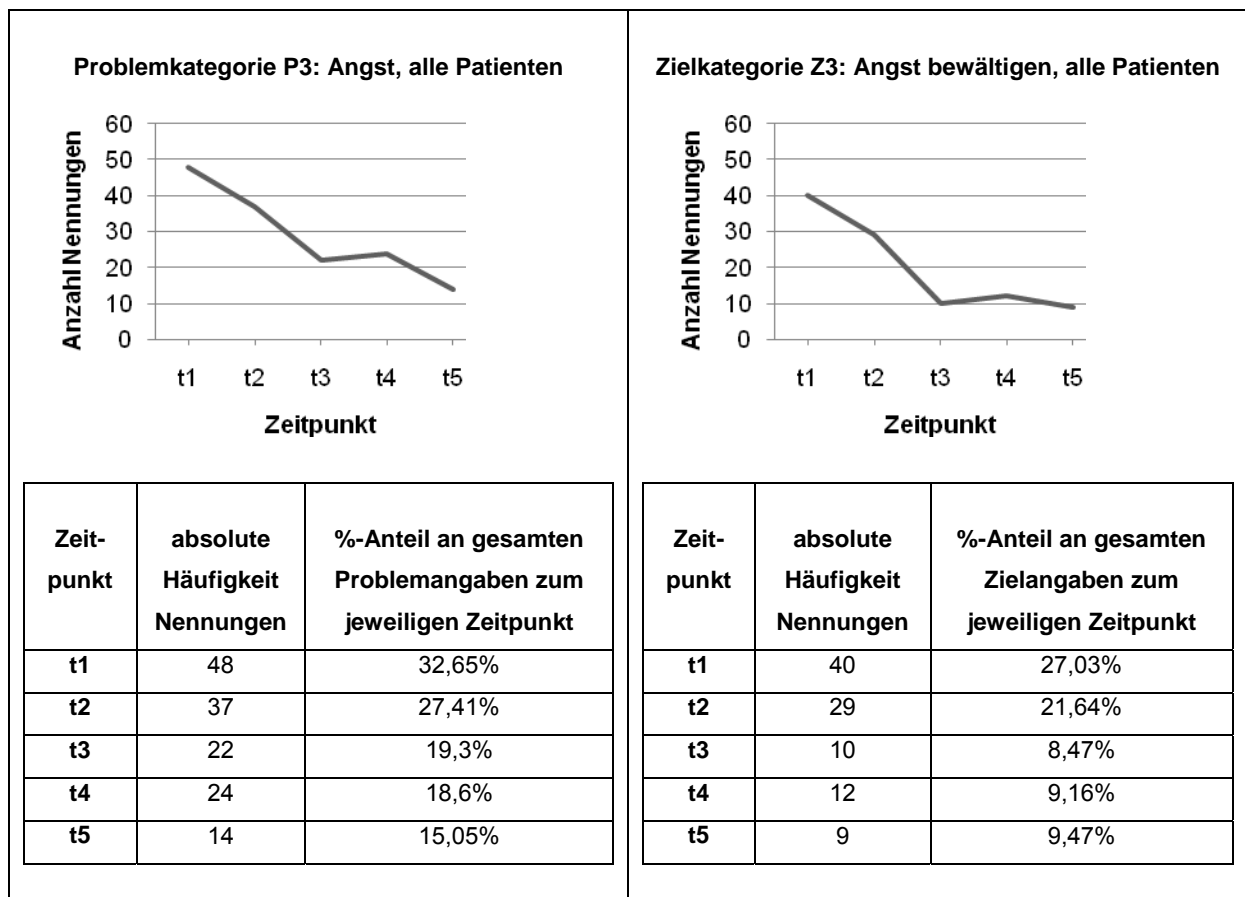 Problemkategorie P3: Angst, alle Patienten
60
50
40
30
20
10
0
Anzahl Nennungen
t1 t2 t3 t4 t5
Zeitpunkt
Zeit-
punkt
absolute
Häufigkeit
Nennungen
%-Anteil an gesamten
Problemangaben zum
jeweiligen Zeitpunkt
t1 48 32,65%
t2 37 27,41%
t3 22 19,3%
t4 24 18,6%
t5 14 15,05%
Zielkategorie Z3: Angst bewältigen, alle Patienten
60
50
40
30
20
10
0
Anzahl Nennungen
t1 t2 t3 t4 t5
Zeitpunkt
Zeit-
punkt
absolute
Häufigkeit
Nennungen
%-Anteil an gesamten
Zielangaben zum
jeweiligen Zeitpunkt
t1 40 27,03%
t2 29 21,64%
t3 10 8,47%
t4 12 9,16%
t5 9 9,47%